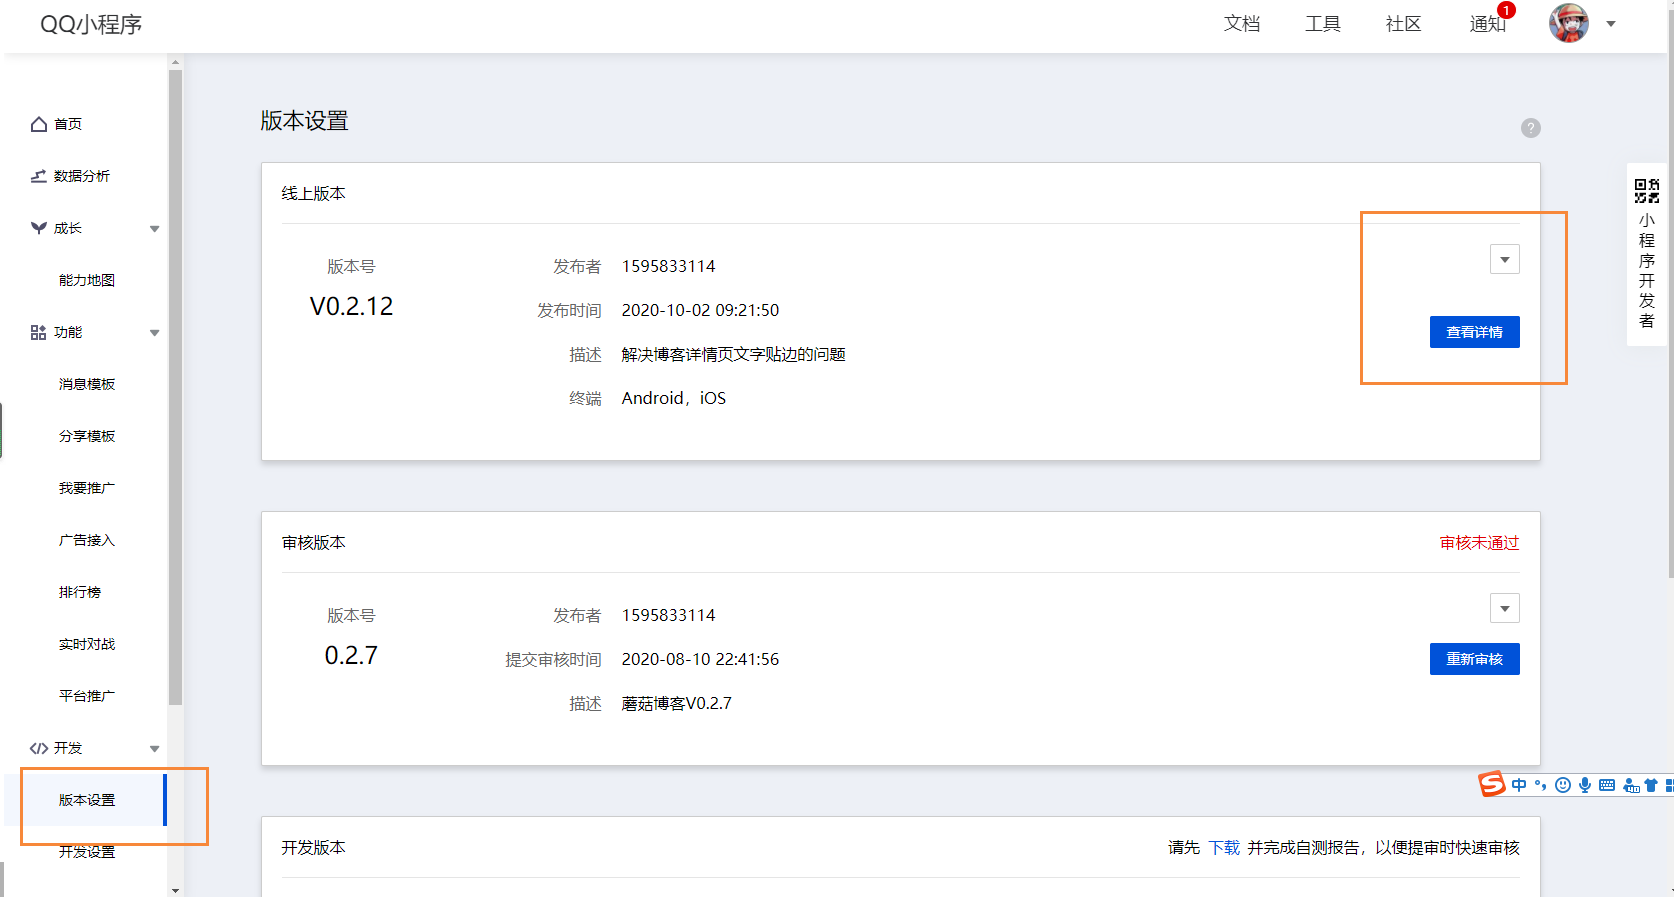 QQ小程序
文档
工具
社区
通知
1
首页
数据分析
成长
能力地图
功能
消息模板
分享模板
我要推广
广告接入
排行榜
实时对战
平台推广
开发
版本设置
开发设置
版本设置
?
线上版本
版本号
V0.2.12
发布者 1595833114
发布时间 2020-10-02 09:21:50
描述 解决博客详情页文字贴边的问题
终端 Android，iOS
查看详情
审核版本
审核未通过
版本号
0.2.7
发布者 1595833114
提交审核时间 2020-08-10 22:41:56
描述 蘑菇博客V0.2.7
重新审核
开发版本
请先 下载 并完成自测报告，以便提审时快速审核
小程序开发者
S中